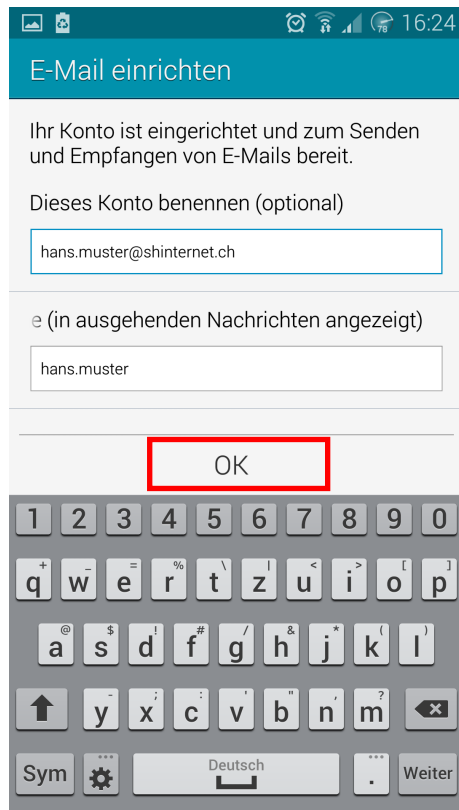 78 16:24
E-Mail einrichten
Ihr Konto ist eingerichtet und zum Senden
und Empfangen von E-Mails bereit.
Dieses Konto benennen (optional)
hans.muster@shinternet.ch
e (in ausgehenden Nachrichten angezeigt)
hans.muster
OK
1 2 3 4 5 6 7 8 9 0
+ - = % \ | < > [ ]
q w e r t z u i o p
@ $ ! # / & * ( )
a s d f g h j k l
- ; : ' " , ?
y x c v b n m
Sym Deutsch . Weiter